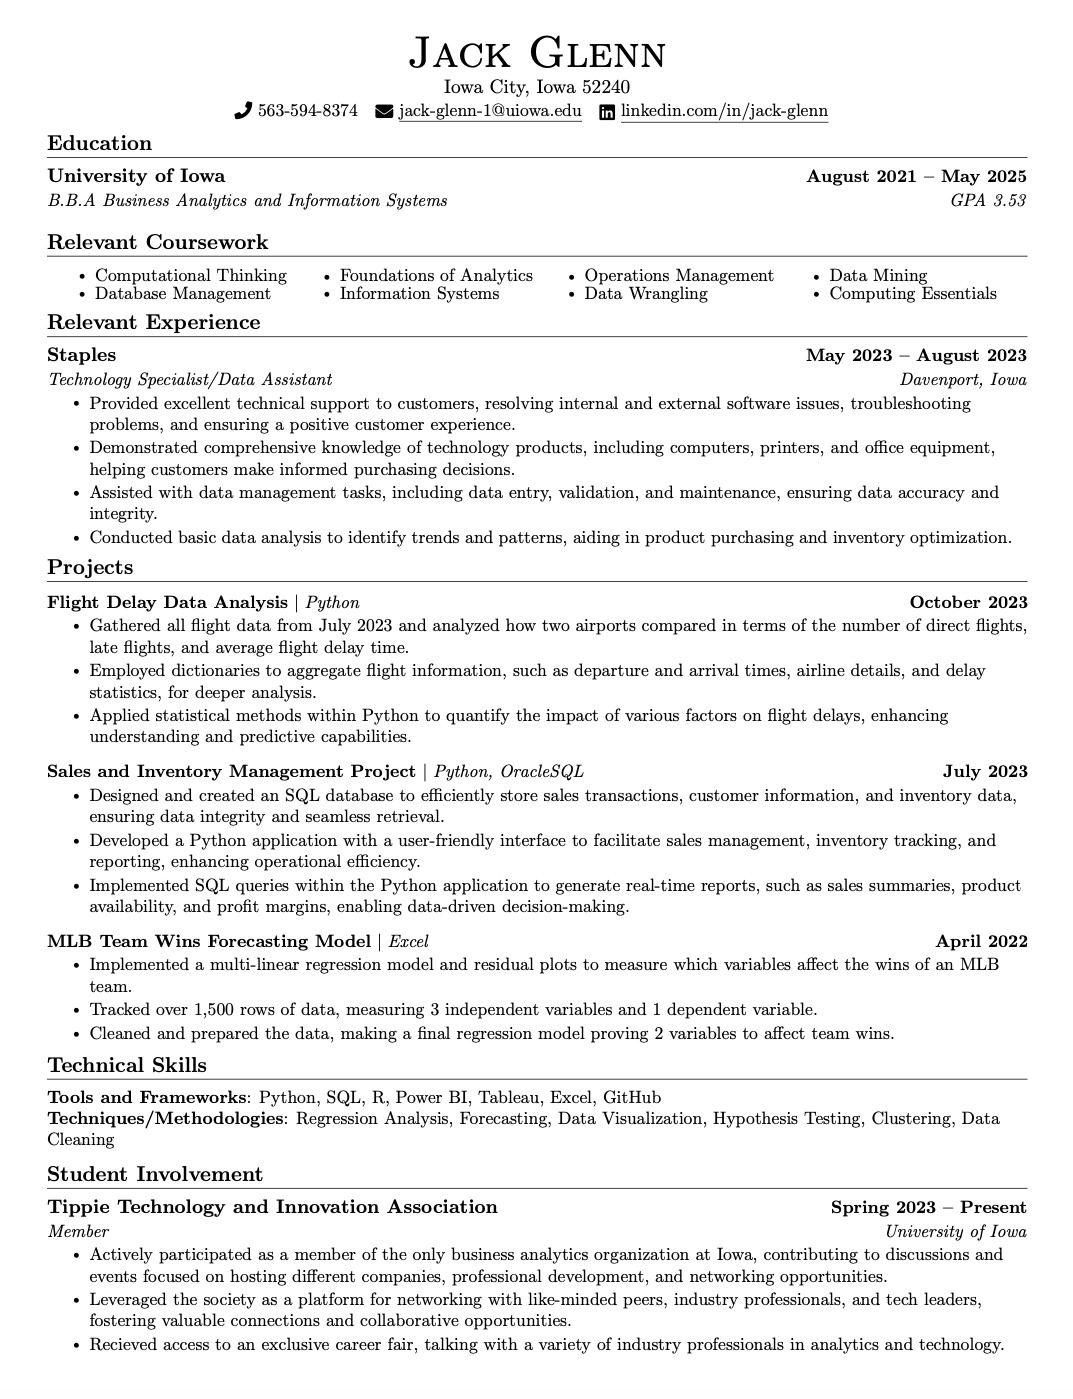 Jack Glenn
Iowa City, Iowa 52240
563-594-8374 jack-glenn-1@uiowa.edu linkedin.com/in/jack-glenn
Education
University of Iowa August 2021 – May 2025
B.B.A Business Analytics and Information Systems GPA 3.53
Relevant Coursework
• Computational Thinking • Foundations of Analytics • Operations Management • Data Mining
• Database Management • Information Systems • Data Wrangling • Computing Essentials
Relevant Experience
Staples May 2023 – August 2023
Technology Specialist/Data Assistant Davenport, Iowa
• Provided excellent technical support to customers, resolving internal and external software issues, troubleshooting
problems, and ensuring a positive customer experience.
• Demonstrated comprehensive knowledge of technology products, including computers, printers, and office equipment,
helping customers make informed purchasing decisions.
• Assisted with data management tasks, including data entry, validation, and maintenance, ensuring data accuracy and
integrity.
• Conducted basic data analysis to identify trends and patterns, aiding in product purchasing and inventory optimization.
Projects
Flight Delay Data Analysis | Python October 2023
• Gathered all flight data from July 2023 and analyzed how two airports compared in terms of the number of direct flights,
late flights, and average flight delay time.
• Employed dictionaries to aggregate flight information, such as departure and arrival times, airline details, and delay
statistics, for deeper analysis.
• Applied statistical methods within Python to quantify the impact of various factors on flight delays, enhancing
understanding and predictive capabilities.
Sales and Inventory Management Project | Python, OracleSQL July 2023
• Designed and created an SQL database to efficiently store sales transactions, customer information, and inventory data,
ensuring data integrity and seamless retrieval.
• Developed a Python application with a user-friendly interface to facilitate sales management, inventory tracking, and
reporting, enhancing operational efficiency.
• Implemented SQL queries within the Python application to generate real-time reports, such as sales summaries, product
availability, and profit margins, enabling data-driven decision-making.
MLB Team Wins Forecasting Model | Excel April 2022
• Implemented a multi-linear regression model and residual plots to measure which variables affect the wins of an MLB
team.
• Tracked over 1,500 rows of data, measuring 3 independent variables and 1 dependent variable.
• Cleaned and prepared the data, making a final regression model proving 2 variables to affect team wins.
Technical Skills
Tools and Frameworks: Python, SQL, R, Power BI, Tableau, Excel, GitHub
Techniques/Methodologies: Regression Analysis, Forecasting, Data Visualization, Hypothesis Testing, Clustering, Data
Cleaning
Student Involvement
Tippie Technology and Innovation Association Spring 2023 – Present
Member University of Iowa
• Actively participated as a member of the only business analytics organization at Iowa, contributing to discussions and
events focused on hosting different companies, professional development, and networking opportunities.
• Leveraged the society as a platform for networking with like-minded peers, industry professionals, and tech leaders,
fostering valuable connections and collaborative opportunities.
• Recieved access to an exclusive career fair, talking with a variety of industry professionals in analytics and technology.